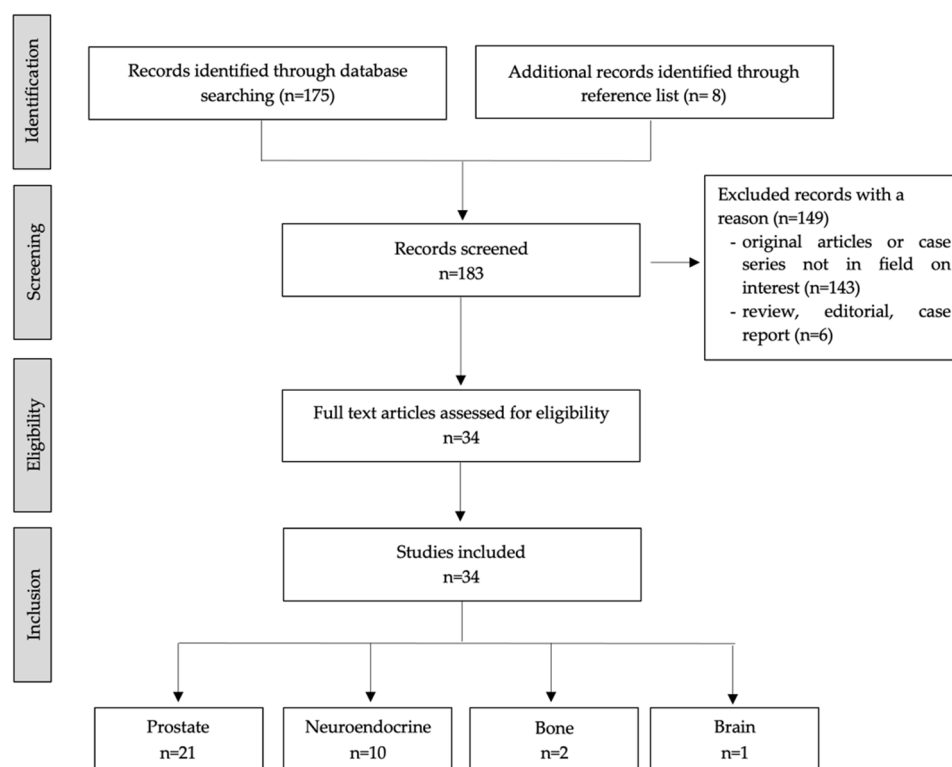 Identification
Records identified through database
searching (n=175)
Additional records identified through
reference list (n= 8)
Screening
Records screened
n=183
Excluded records with a
reason (n=149)
- original articles or case
series not in field on
interest (n=143)
- review, editorial, case
report (n=6)
Eligibility
Full text articles assessed for eligibility
n=34
Inclusion
Studies included
n=34
Prostate
n=21
Neuroendocrine
n=10
Bone
n=2
Brain
n=1